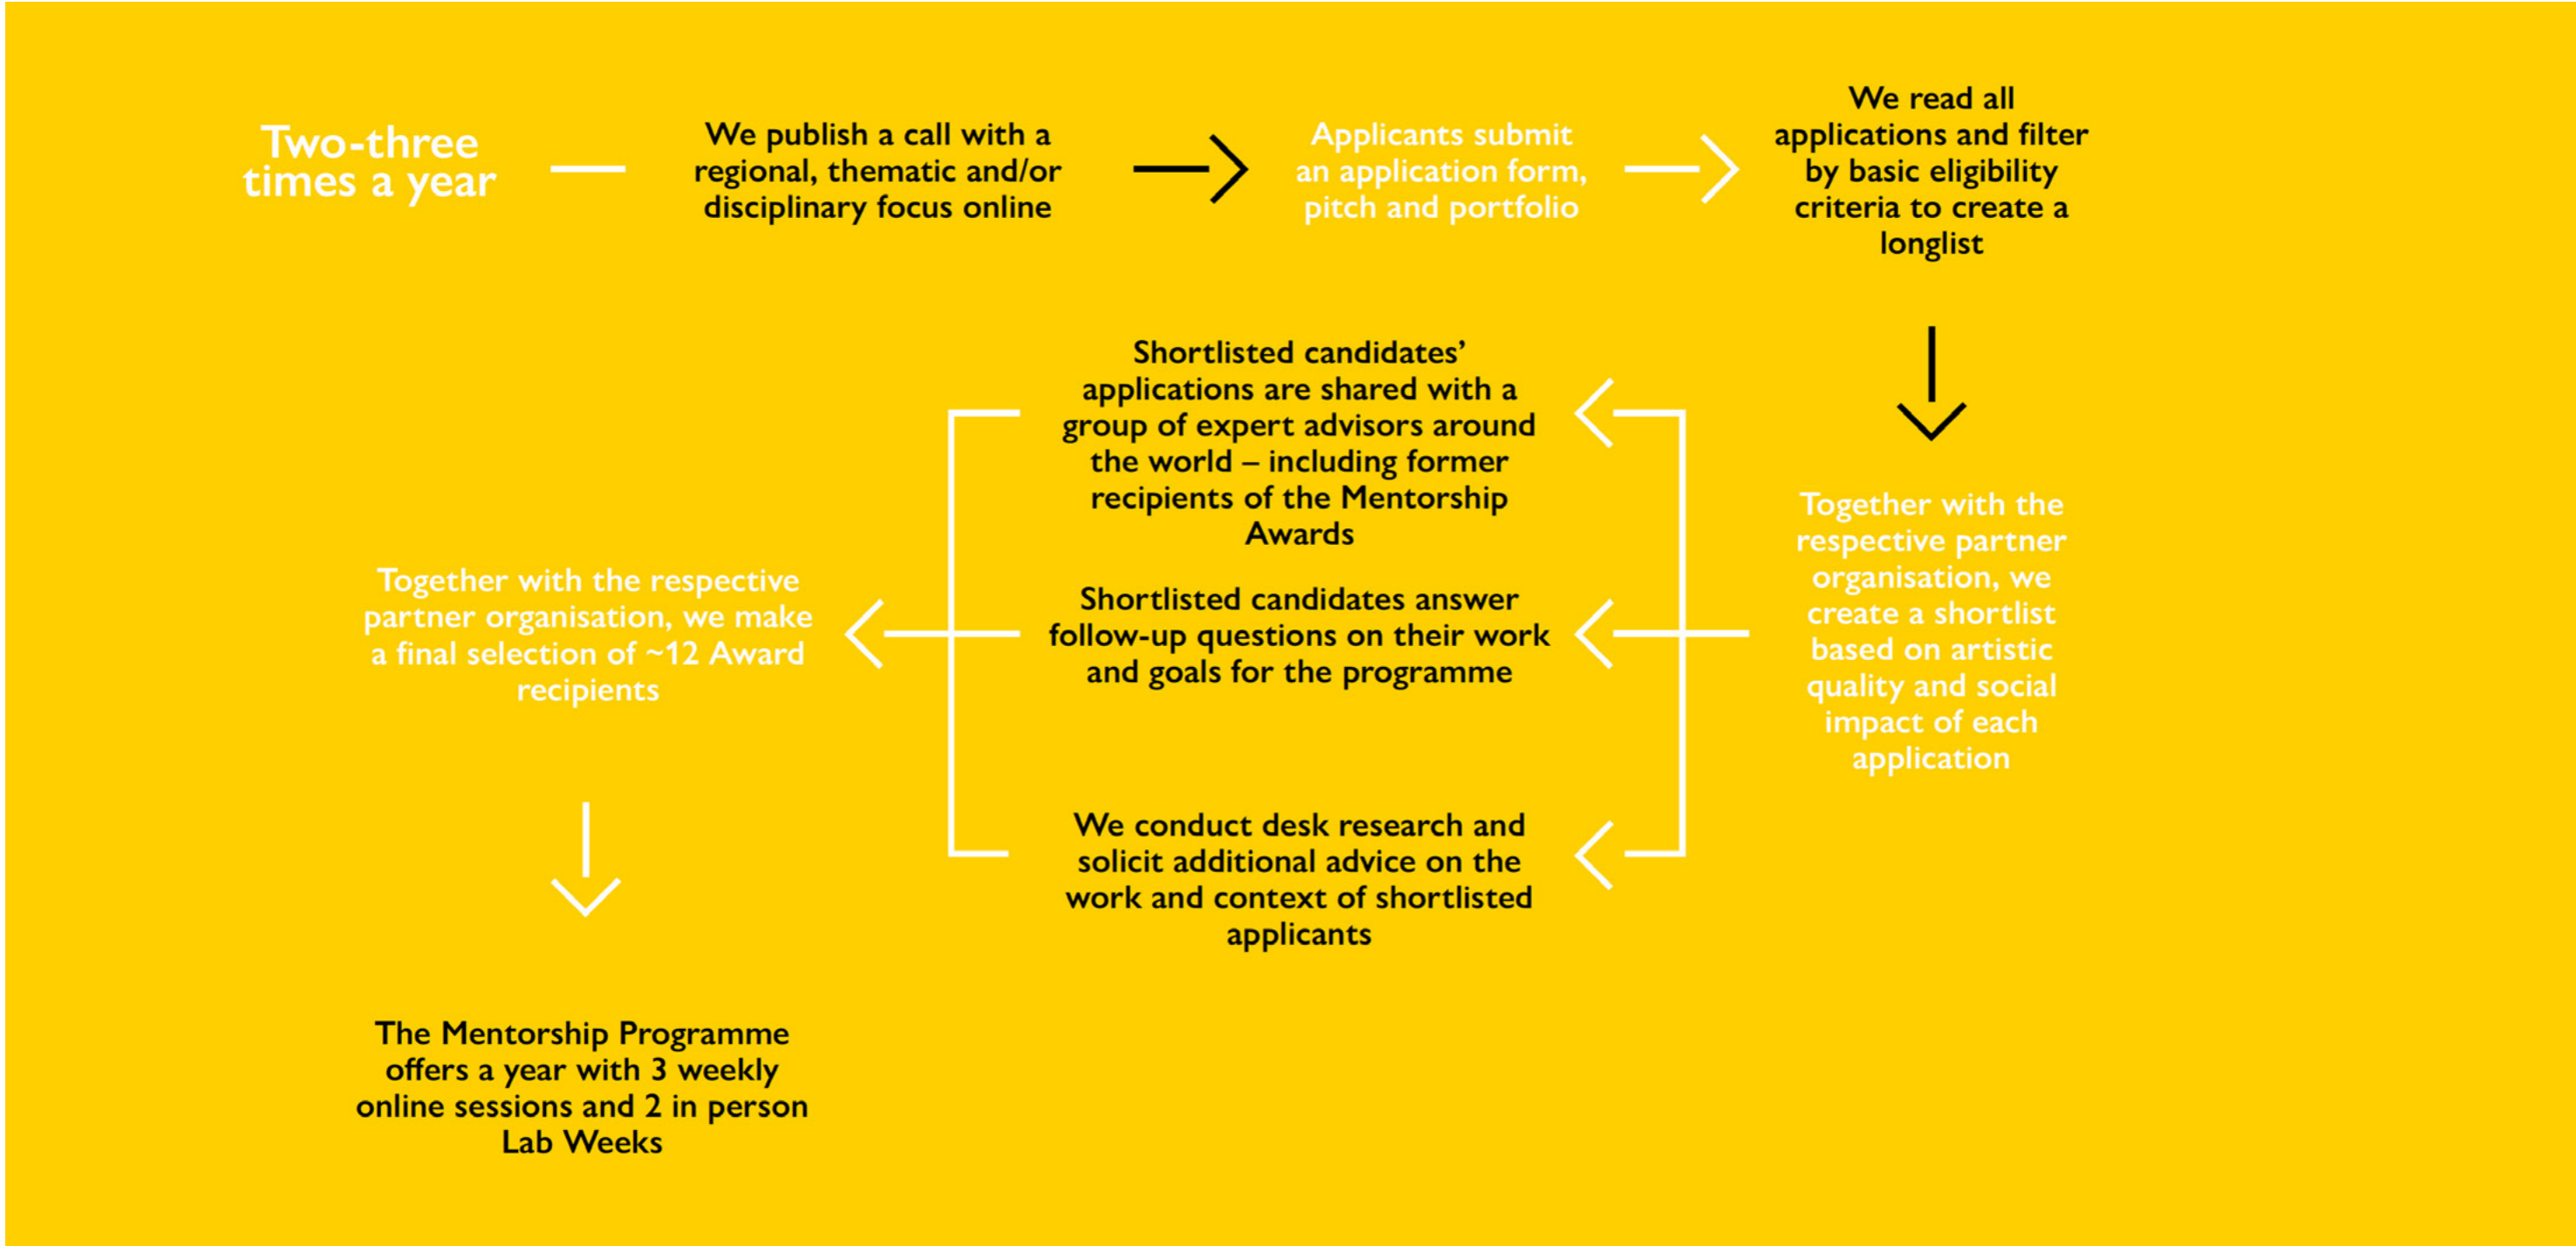 Two-three
times a year
We publish a call with a
regional, thematic and/or
disciplinary focus online
Applicants submit
an application form,
pitch and portfolio
We read all
applications and filter
by basic eligibility
criteria to create a
longlist
Together with the
respective partner
organisation, we
create a shortlist
based on artistic
quality and social
impact of each
application
Shortlisted candidates’
applications are shared with a
group of expert advisors around
the world – including former
recipients of the Mentorship
Awards
Shortlisted candidates answer
follow-up questions on their work
and goals for the programme
We conduct desk research and
solicit additional advice on the
work and context of shortlisted
applicants
Together with the respective
partner organisation, we make
a final selection of ~12 Award
recipients
The Mentorship Programme
offers a year with 3 weekly
online sessions and 2 in person
Lab Weeks